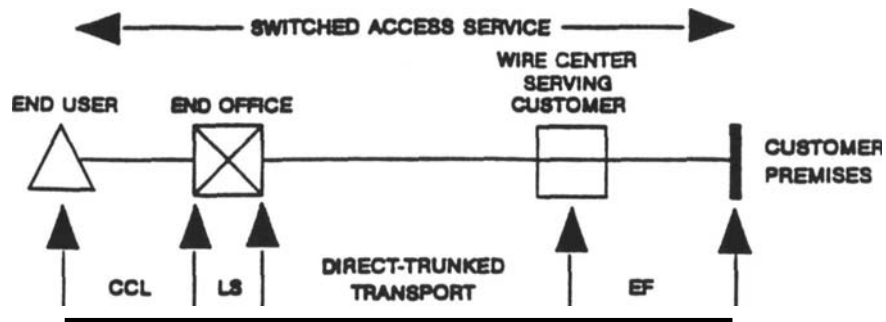 SWITCHED ACCESS SERVICE
WIRE CENTER
SERVING
CUSTOMER
END USER
END OFFICE
CUSTOMER
PREMISES
CCL
LS
DIRECT-TRUNKED
TRANSPORT
EF